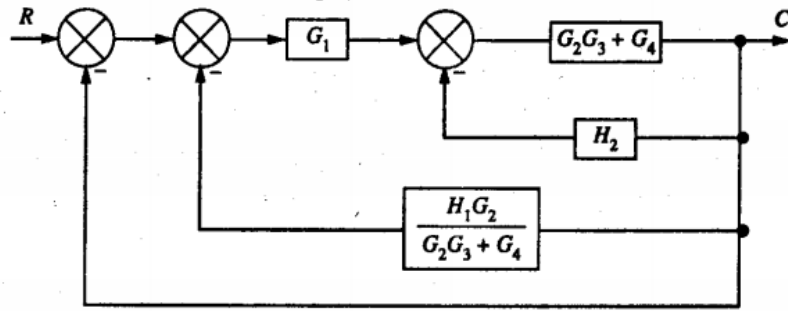 R
C
G₁
G₂G₃ + G₄
−
−
−
H₂
H₁G₂
G₂G₃ + G₄